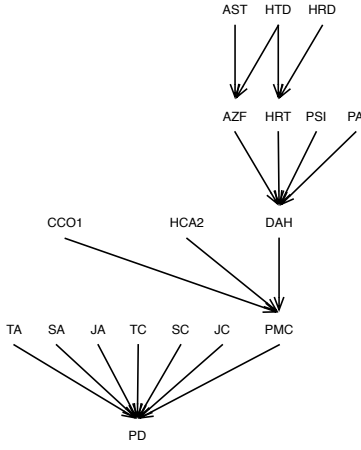 AST HTD HRD
AZF HRT PSI PA
CCO1 HCA2 DAH
TA SA JA TC SC JC PMC
PD